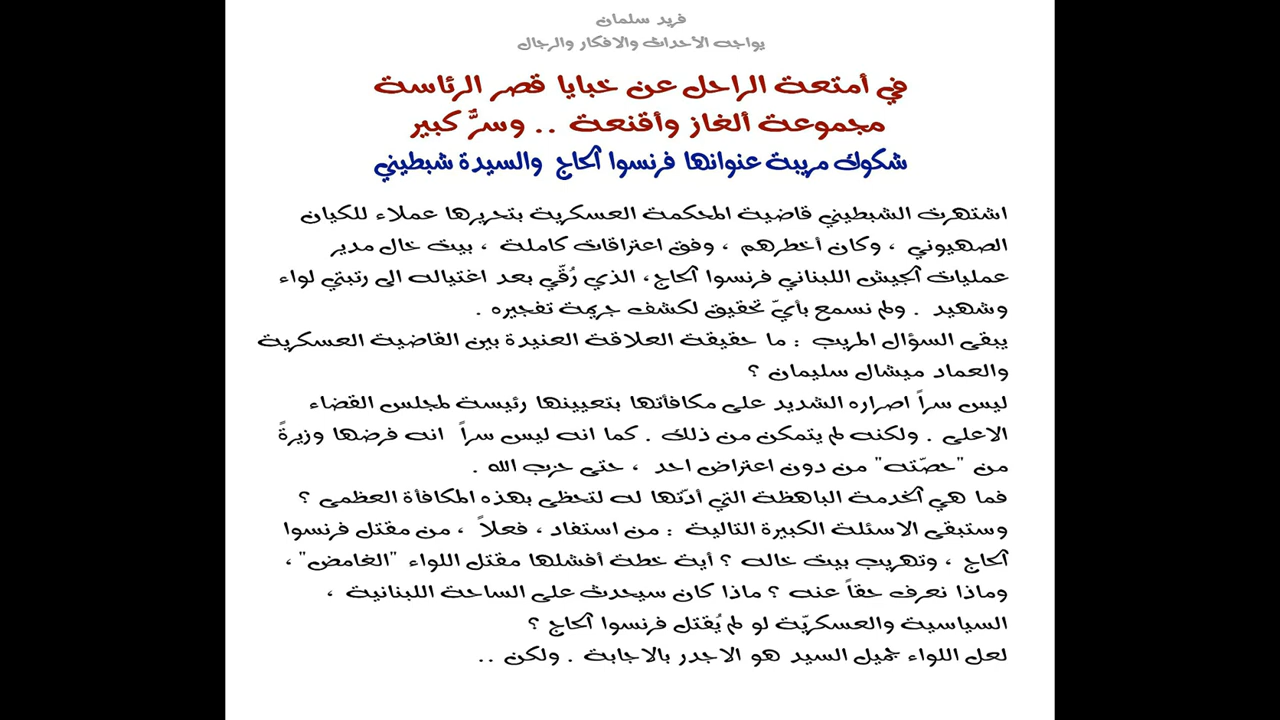 فريد سلمان
يواجه الأحداث والافكار والرجال
في أمتعة الراحل عن خبايا قصر الرئاسة
مجموعة ألغاز وأقنعة .. وسرٌّ كبير
شكوك مريبة عنوانها فرنسوا الحاج والسيدة شبطيني
اشتهرت الشبطيني قاضية المحكمة العسكرية بتحريرها عملاء للكيان
الصهيوني ، وكان أخطرهم ، وفق اعترافات كاملة ، بيت خال مدير
عمليات الجيش اللبناني فرنسوا الحاج، الذي رُقّي بعد اغتياله الى رتبتي لواء
وشهيد . ولم نسمع بأيّ تحقيق لكشف جريمة تفجيره .
يبقى السؤال المريب : ما حقيقة العلاقة العنيدة بين القاضية العسكرية
والعماد ميشال سليمان ؟
ليس سراً اصراره الشديد على مكافأتها بتعيينها رئيسة لمجلس القضاء
الاعلى . ولكنه لم يتمكن من ذلك . كما انه ليس سراً انه فرضها وزيرةً
من "حصّته" من دون اعتراض احد ، حتى حزب الله .
فما هي الخدمة الباهظة التي أدّتها له لتحظى بهذه المكافأة العظمى ؟
وستبقى الاسئلة الكبيرة التالية : من استفاد ، فعلاً ، من مقتل فرنسوا
الحاج ، وتهريب بيت خاله ؟ أية خطة أفشلها مقتل اللواء "الغامض" ،
وماذا نعرف حقاً عنه ؟ ماذا كان سيحدث على الساحة اللبنانية ،
السياسية والعسكريّة لو لم يُقتل فرنسوا الحاج ؟
لعل اللواء جميل السيد هو الاجدر بالاجابة . ولكن ..